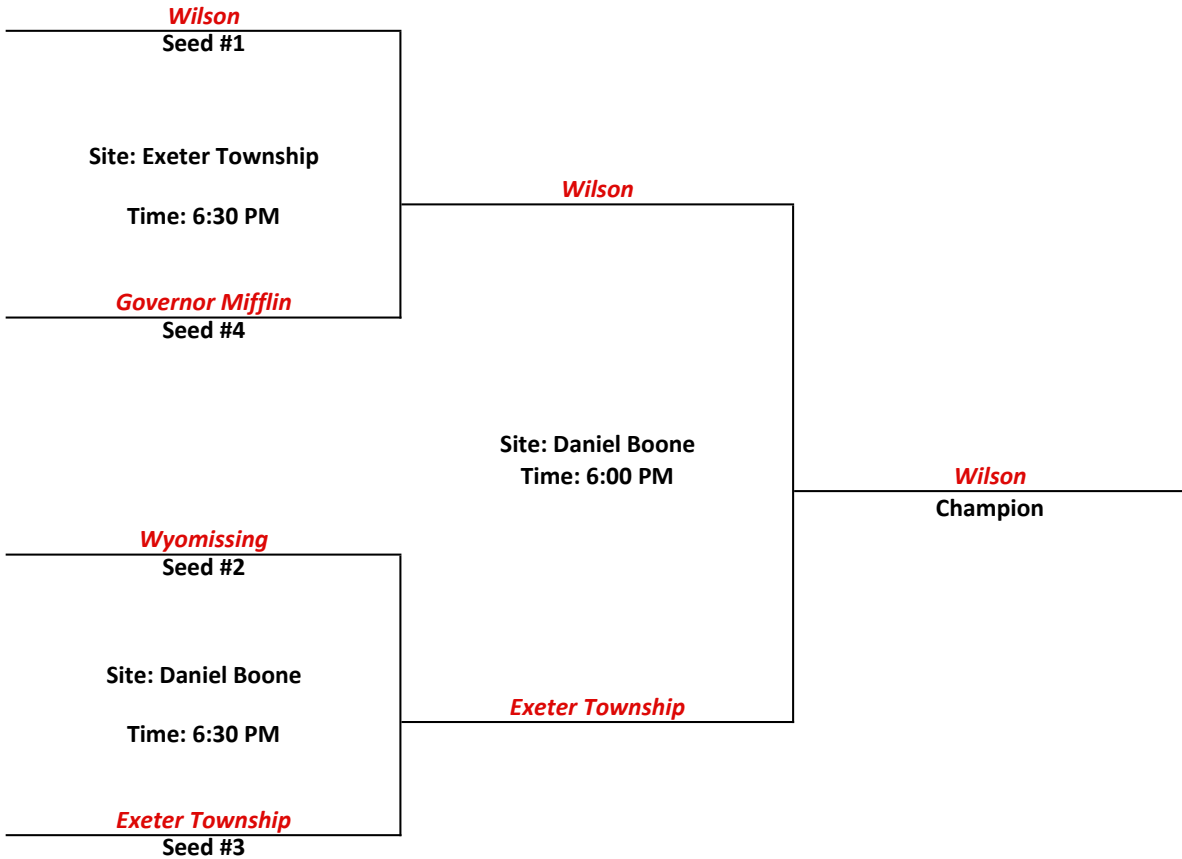 Wilson
Seed #1
Site: Exeter Township
Time: 6:30 PM
Governor Mifflin
Seed #4
Wilson
Site: Daniel Boone
Time: 6:00 PM
Wilson
Champion
Wyomissing
Seed #2
Site: Daniel Boone
Time: 6:30 PM
Exeter Township
Seed #3
Exeter Township